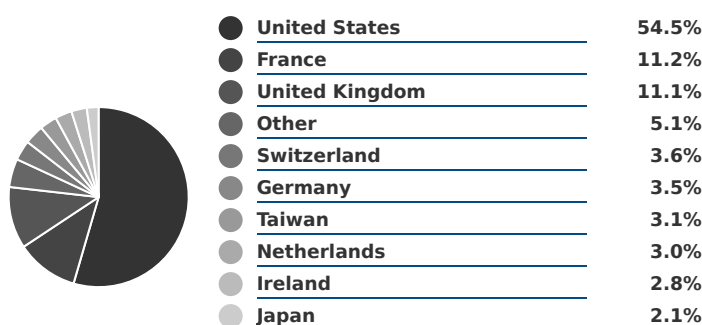 United States 54.5%
France 11.2%
United Kingdom 11.1%
Other 5.1%
Switzerland 3.6%
Germany 3.5%
Taiwan 3.1%
Netherlands 3.0%
Ireland 2.8%
Japan 2.1%